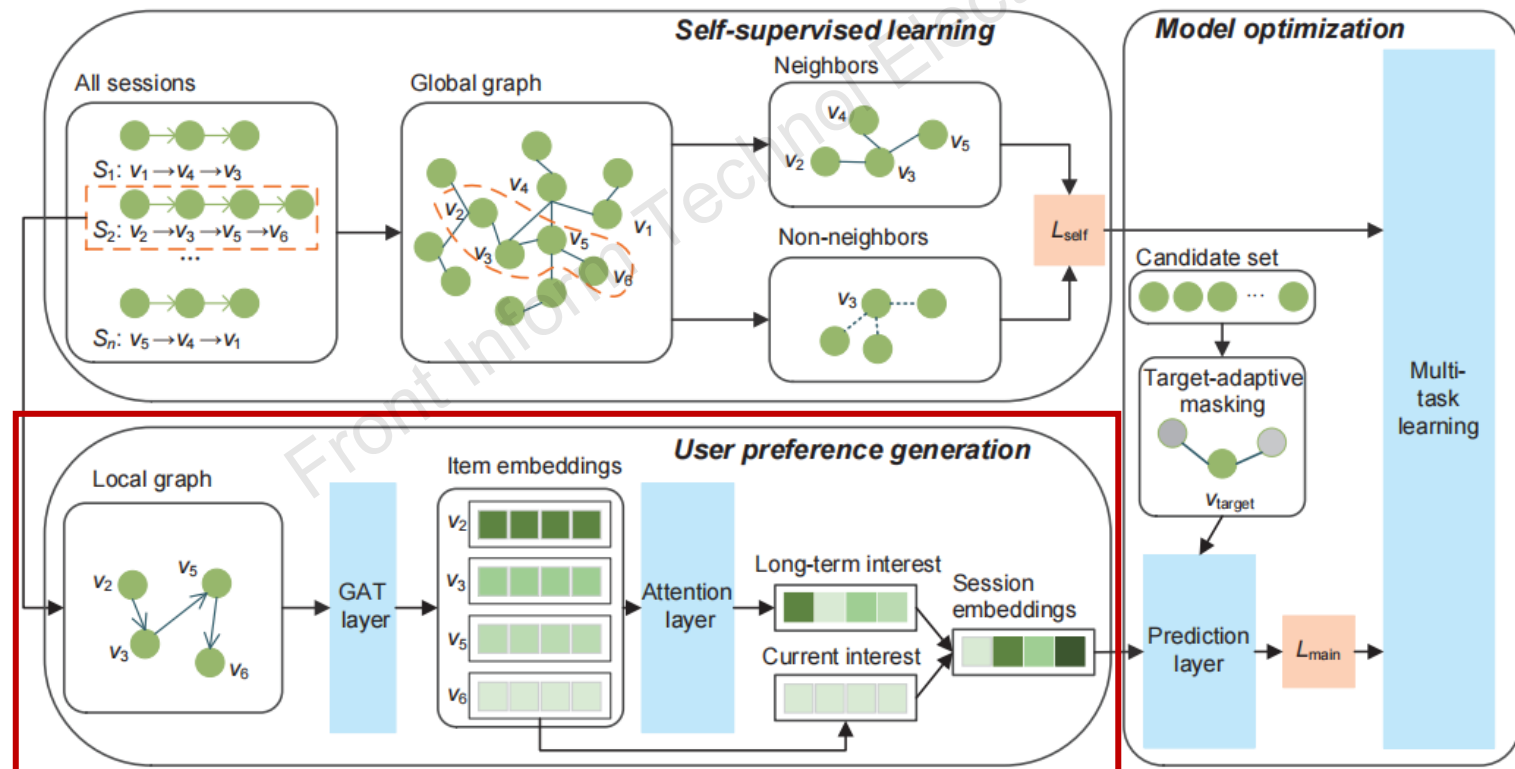 Self-supervised learning
All sessions
S1: v1→v4→v3
S2: v2→v3→v5→v6
...
Sn: v5→v4→v1
Global graph
v4
v2
v1
v3
v5
v6
Neighbors
v4
v5
v2
v3
Non-neighbors
v3
Lself
User preference generation
Local graph
v2
v5
v3
v6
GAT
layer
Item embeddings
v2
v3
v5
v6
Attention
layer
Long-term interest
Current interest
Session
embeddings
Model optimization
Candidate set
...
Target-adaptive
masking
vtarget
Prediction
layer
Lmain
Multi-
task
learning
Front Inform Technol Elec